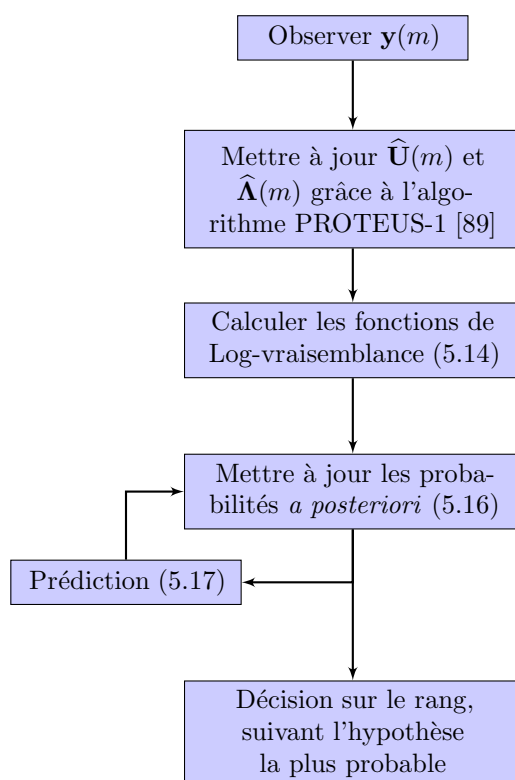 Observer y(m)
Mettre à jour Û(m) et
Λ̂(m) grâce à l'algo-
rithme PROTEUS-1 [89]
Calculer les fonctions de
Log-vraisemblance (5.14)
Mettre à jour les proba-
bilités a posteriori (5.16)
Prédiction (5.17)
Décision sur le rang,
suivant l'hypothèse
la plus probable